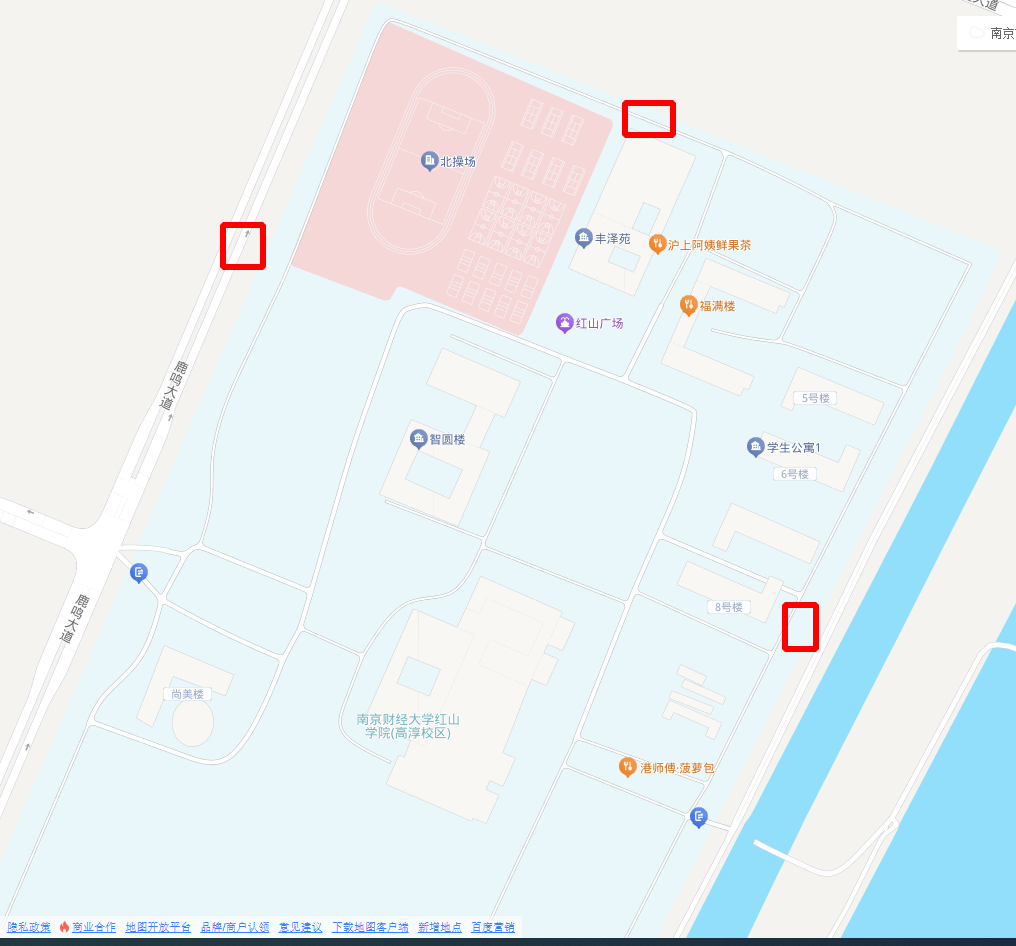 大道
南京
北操场
丰泽苑
沪上阿姨鲜果茶
福满楼
红山广场
鹿鸣大道
5号楼
智圆楼
学生公寓1
6号楼
鹿鸣大道
8号楼
尚美楼
南京财经大学红山
学院(高淳校区)
港师傅·菠萝包
隐私政策 商业合作 地图开放平台 品牌/商户认领 意见建议 下载地图客户端 新增地点 百度营销